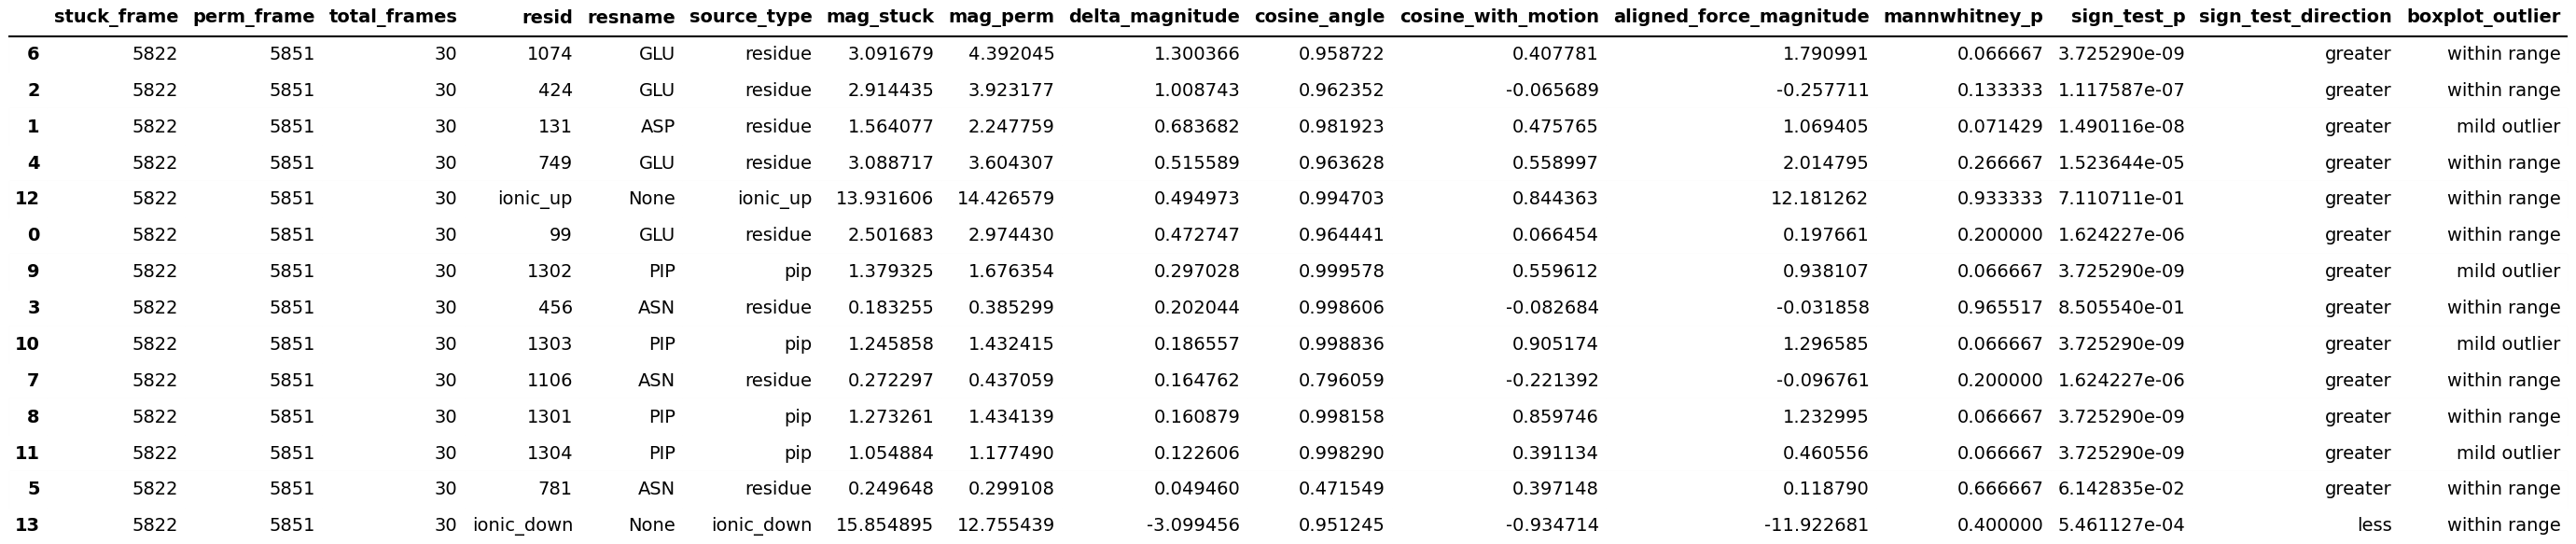 stuck_frame perm_frame total_frames resid resname source_type mag_stuck mag_perm delta_magnitude cosine_angle cosine_with_motion aligned_force_magnitude mannwhitney_p sign_test_p sign_test_direction boxplot_outlier
6 5822 5851 30 1074 GLU residue 3.091679 4.392045 1.300366 0.958722 0.407781 1.790991 0.066667 3.725290e-09 greater within range
2 5822 5851 30 424 GLU residue 2.914435 3.923177 1.008743 0.962352 -0.065689 -0.257711 0.133333 1.117587e-07 greater within range
1 5822 5851 30 131 ASP residue 1.564077 2.247759 0.683682 0.981923 0.475765 1.069405 0.071429 1.490116e-08 greater mild outlier
4 5822 5851 30 749 GLU residue 3.088717 3.604307 0.515589 0.963628 0.558997 2.014795 0.266667 1.523644e-05 greater within range
12 5822 5851 30 ionic_up None ionic_up 13.931606 14.426579 0.494973 0.994703 0.844363 12.181262 0.933333 7.110711e-01 greater within range
0 5822 5851 30 99 GLU residue 2.501683 2.974430 0.472747 0.964441 0.066454 0.197661 0.200000 1.624227e-06 greater within range
9 5822 5851 30 1302 PIP pip 1.379325 1.676354 0.297028 0.999578 0.559612 0.938107 0.066667 3.725290e-09 greater mild outlier
3 5822 5851 30 456 ASN residue 0.183255 0.385299 0.202044 0.998606 -0.082684 -0.031858 0.965517 8.505540e-01 greater within range
10 5822 5851 30 1303 PIP pip 1.245858 1.432415 0.186557 0.998836 0.905174 1.296585 0.066667 3.725290e-09 greater mild outlier
7 5822 5851 30 1106 ASN residue 0.272297 0.437059 0.164762 0.796059 -0.221392 -0.096761 0.200000 1.624227e-06 greater within range
8 5822 5851 30 1301 PIP pip 1.273261 1.434139 0.160879 0.998158 0.859746 1.232995 0.066667 3.725290e-09 greater within range
11 5822 5851 30 1304 PIP pip 1.054884 1.177490 0.122606 0.998290 0.391134 0.460556 0.066667 3.725290e-09 greater mild outlier
5 5822 5851 30 781 ASN residue 0.249648 0.299108 0.049460 0.471549 0.397148 0.118790 0.666667 6.142835e-02 greater within range
13 5822 5851 30 ionic_down None ionic_down 15.854895 12.755439 -3.099456 0.951245 -0.934714 -11.922681 0.400000 5.461127e-04 less within range